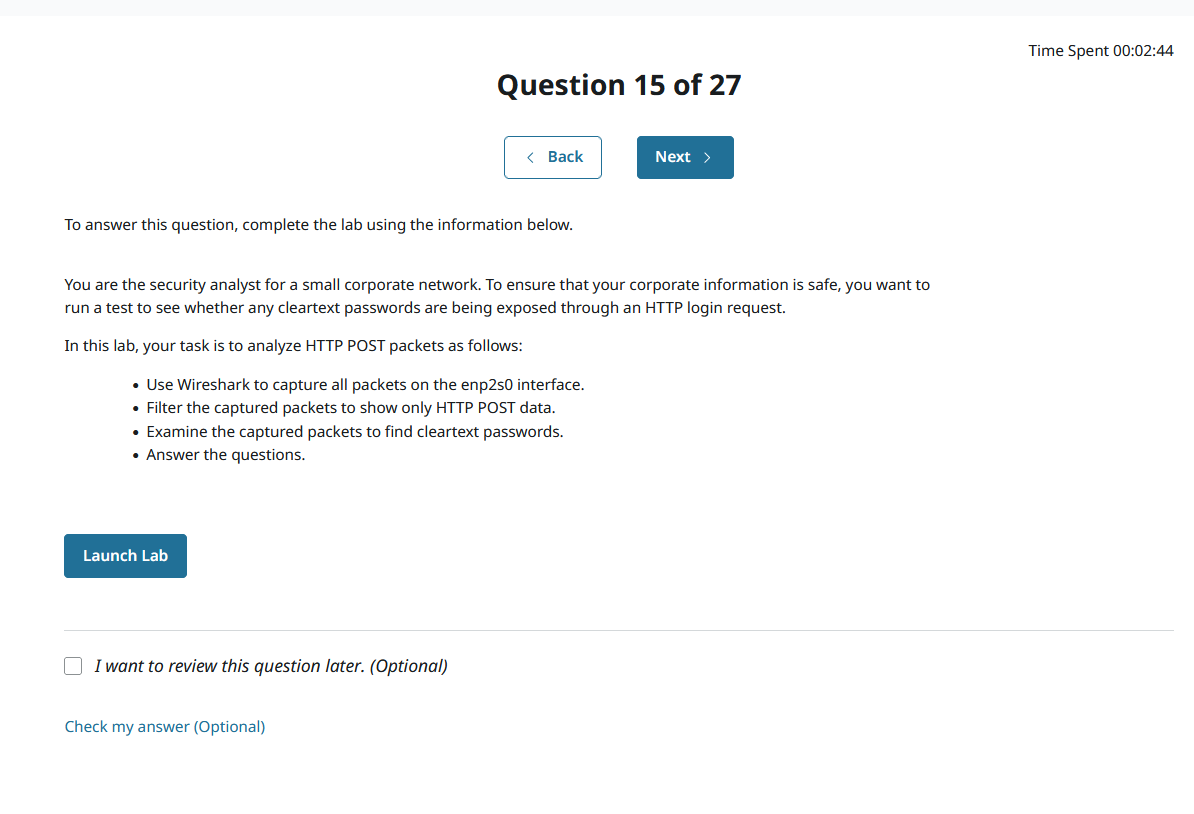 Time Spent 00:02:44
Question 15 of 27
Back
Next
To answer this question, complete the lab using the information below.
You are the security analyst for a small corporate network. To ensure that your corporate information is safe, you want to
run a test to see whether any cleartext passwords are being exposed through an HTTP login request.
In this lab, your task is to analyze HTTP POST packets as follows:
• Use Wireshark to capture all packets on the enp2s0 interface.
• Filter the captured packets to show only HTTP POST data.
• Examine the captured packets to find cleartext passwords.
• Answer the questions.
Launch Lab
I want to review this question later. (Optional)
Check my answer (Optional)